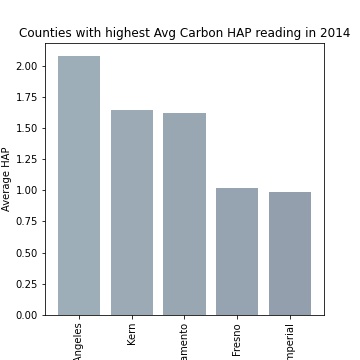 Counties with highest Avg Carbon HAP reading in 2014
2.00
1.75
1.50
1.25
1.00
0.75
0.50
0.25
0.00
Average HAP
Angeles
Kern
amento
Fresno
mperial